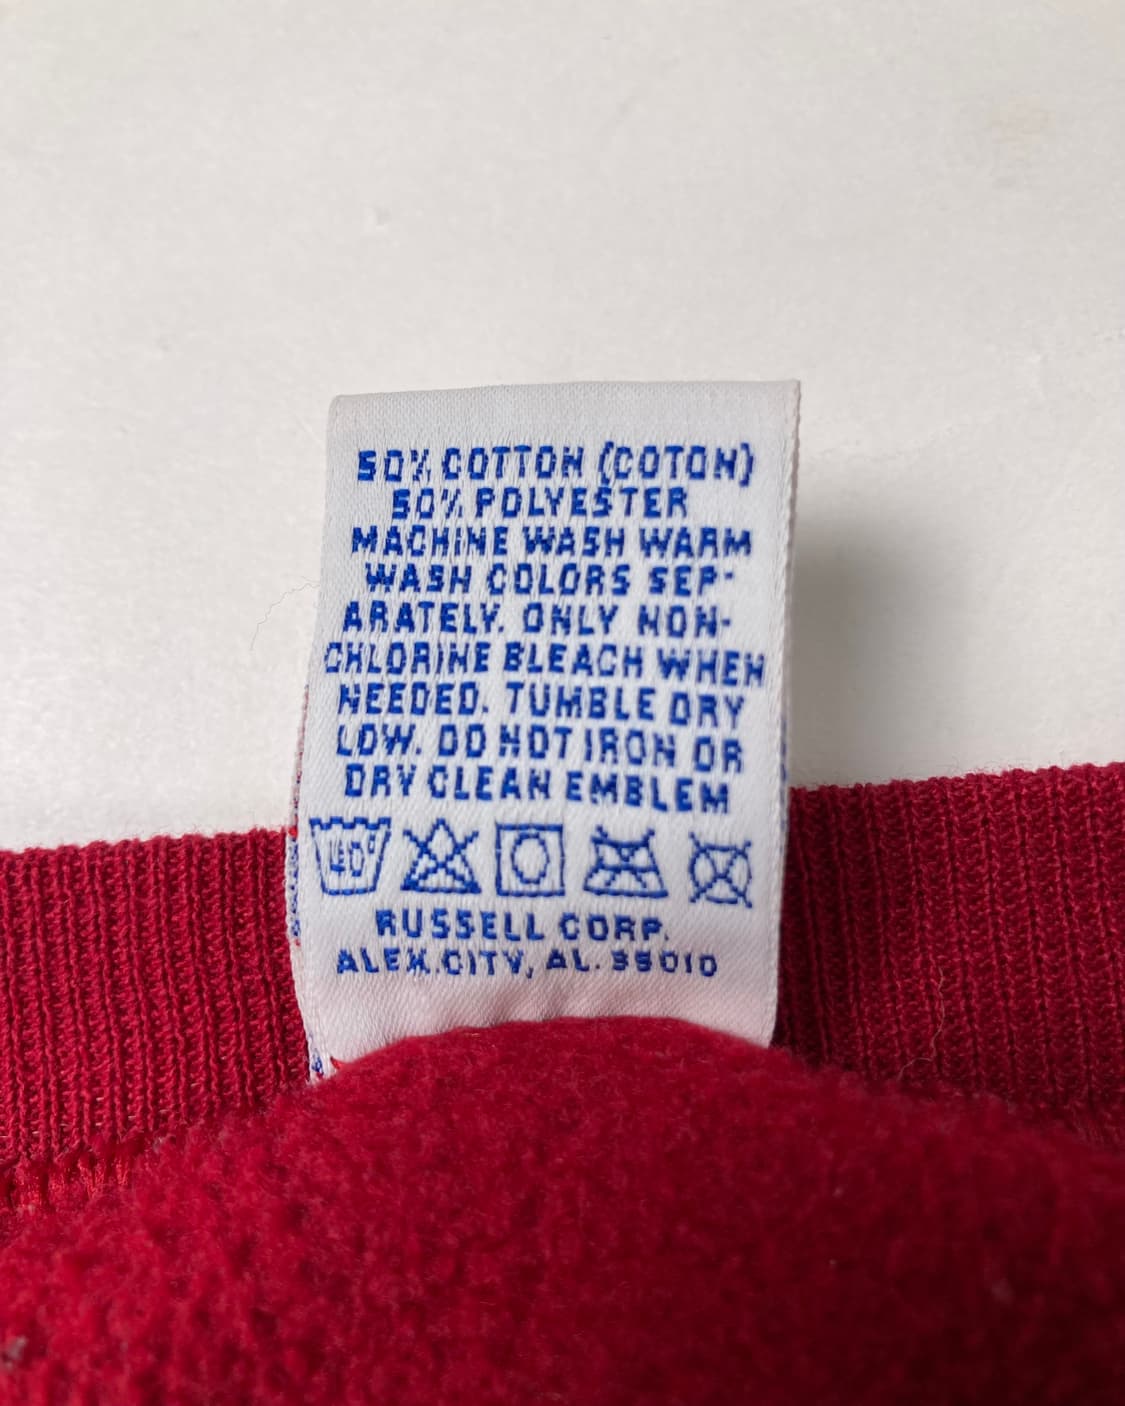 50% COTTON (COTON)
50% POLYESTER
MACHINE WASH WARM
WASH COLORS SEP-
ARATELY. ONLY NON-
CHLORINE BLEACH WHEN
NEEDED. TUMBLE DRY
LOW. DO NOT IRON OR
DRY CLEAN EMBLEM
40°
RUSSELL CORP.
ALEX.CITY, AL. 35010